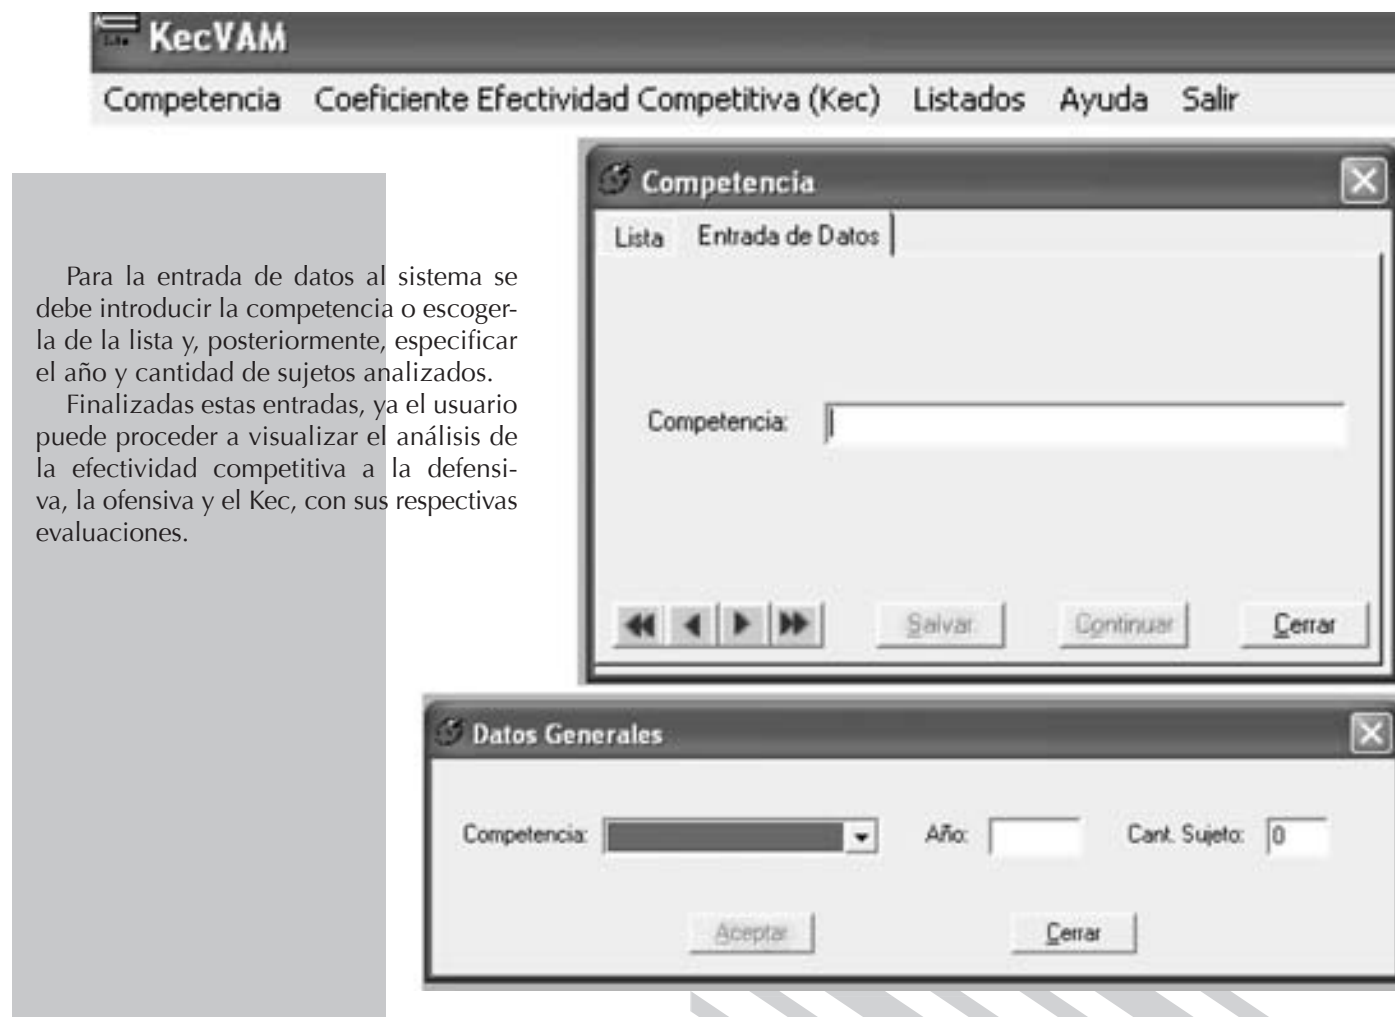 KecVAM
Competencia Coeficiente Efectividad Competitiva (Kec) Listados Ayuda Salir
Para la entrada de datos al sistema se
debe introducir la competencia o escoger-
la de la lista y, posteriormente, especificar
el año y cantidad de sujetos analizados.
Finalizadas estas entradas, ya el usuario
puede proceder a visualizar el análisis de
la efectividad competitiva a la defensi-
va, la ofensiva y el Kec, con sus respectivas
evaluaciones.
Competencia
Lista Entrada de Datos
Competencia:
Salvar Continuar Cerrar
Datos Generales
Competencia: Año: Cant. Sujeto: 0
Aceptar Cerrar